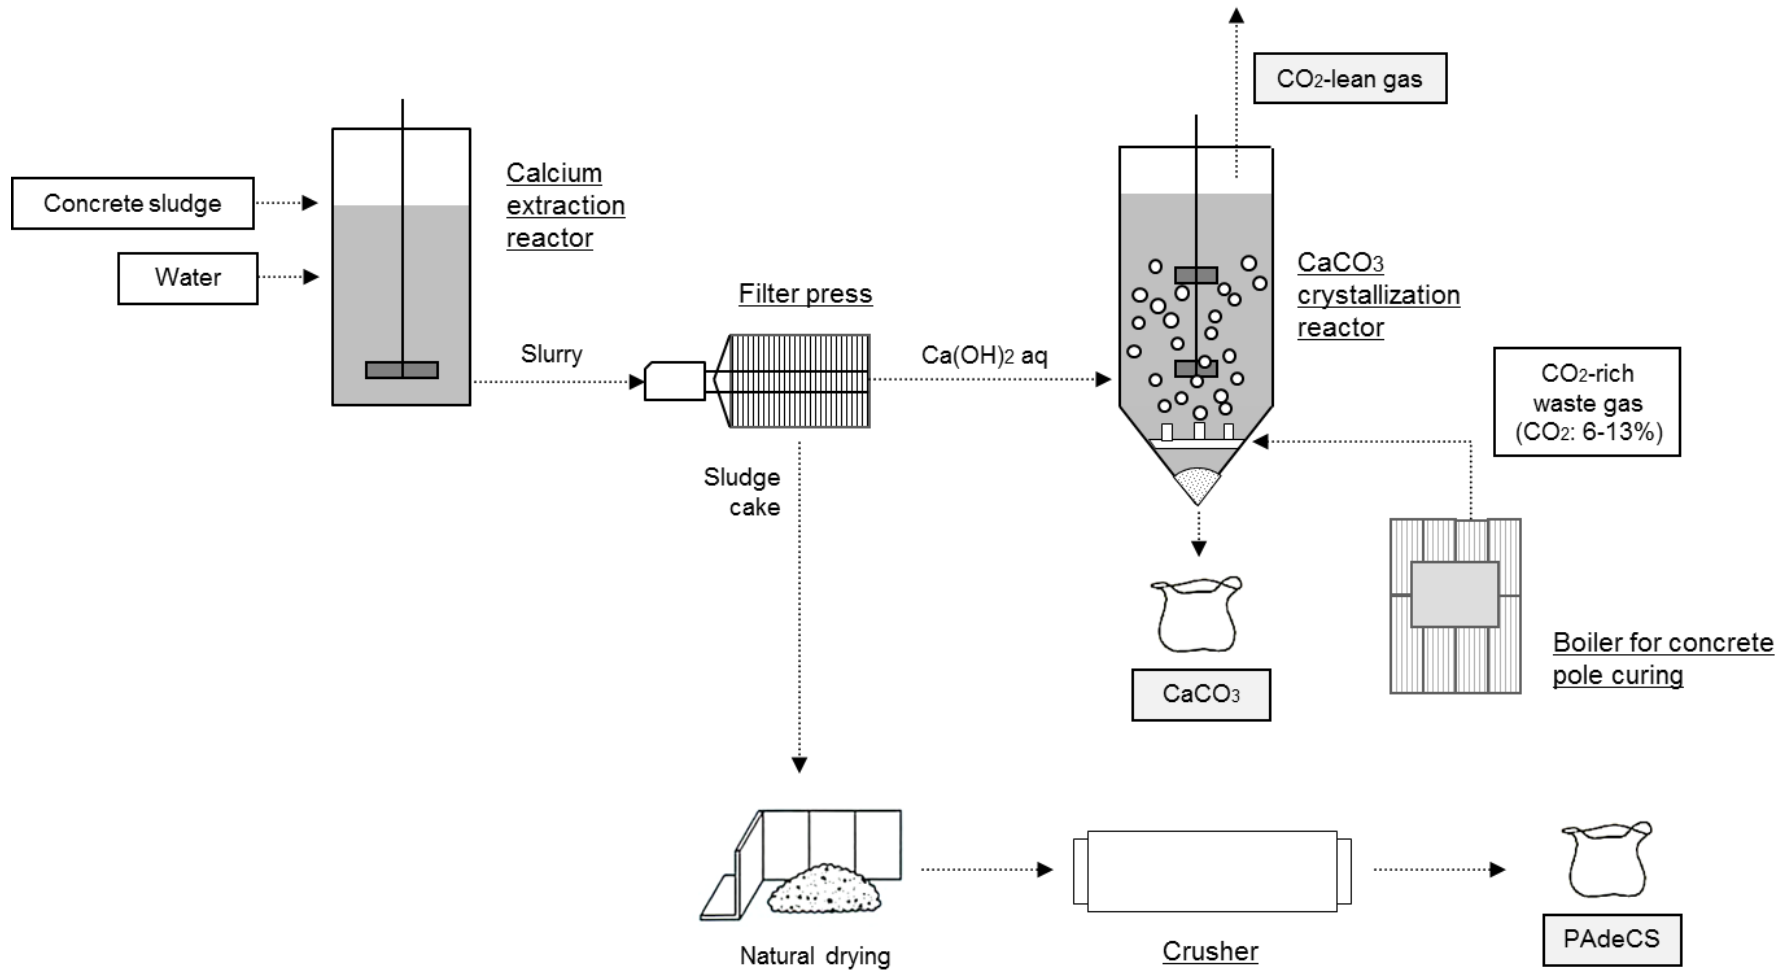 CO2-lean gas
Calcium
extraction
reactor
Concrete sludge
Water
Filter press
CaCO3
crystallization
reactor
Slurry
Ca(OH)2 aq
CO2-rich
waste gas
(CO2: 6-13%)
Sludge
cake
Boiler for concrete
pole curing
CaCO3
Natural drying
Crusher
PAdeCS